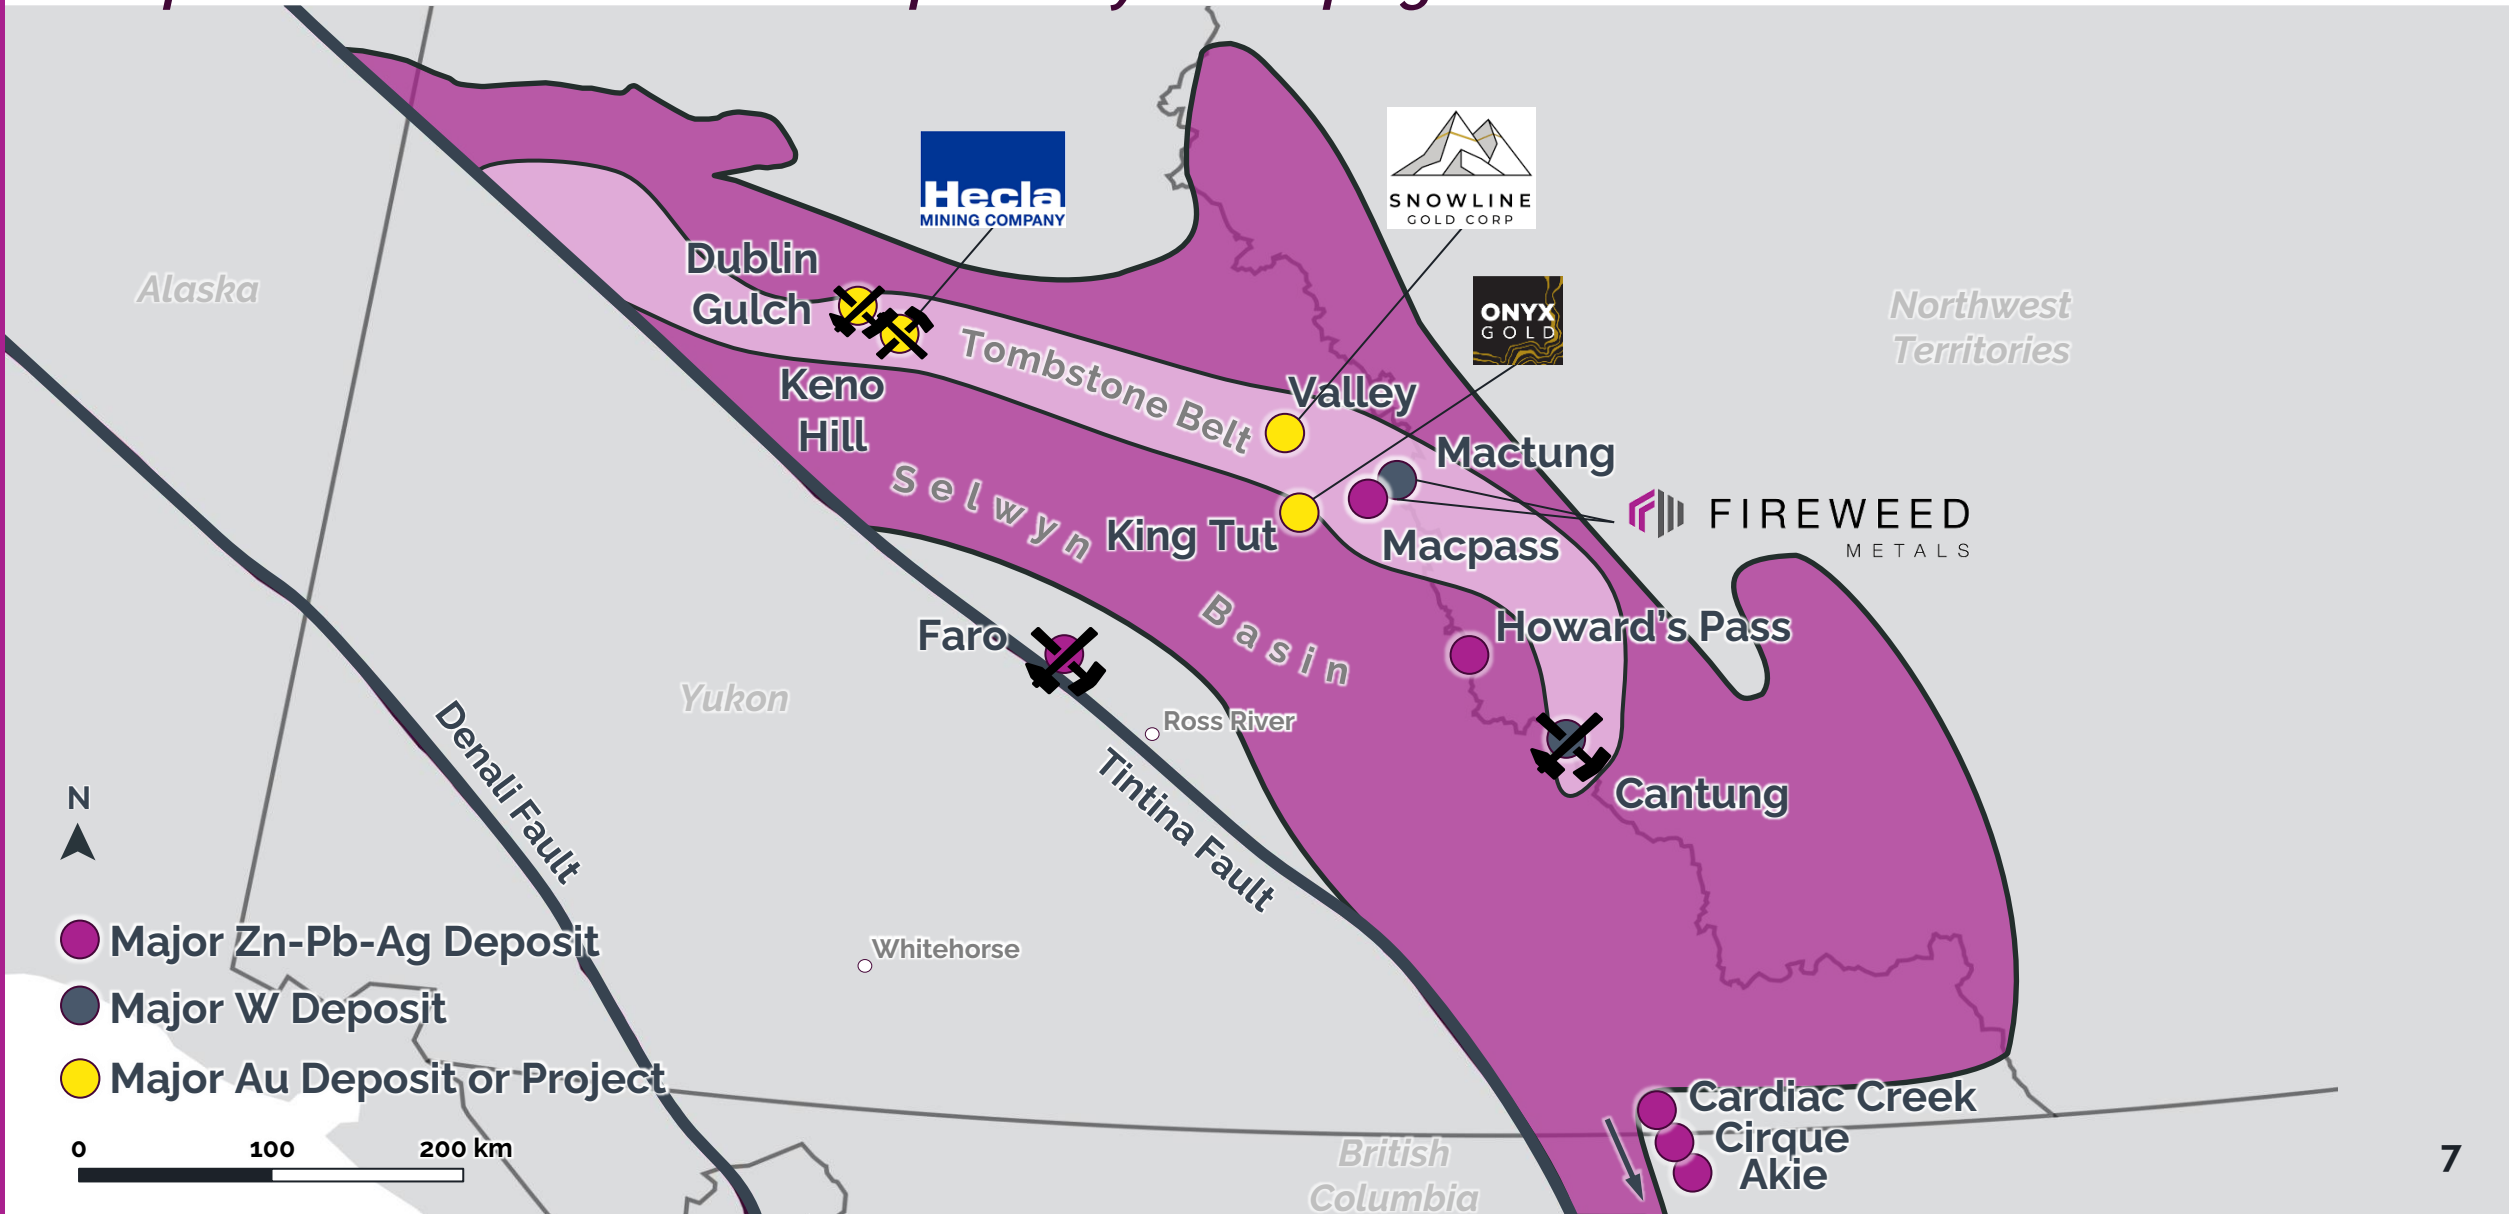 Hecla
MINING COMPANY
SNOWLINE
GOLD CORP
ONYX
GOLD
Alaska
Northwest
Territories
Dublin
Gulch
Keno
Hill
Tombstone Belt
Valley
Mactung
King Tut
Macpass
FIREWEED
METALS
Selwyn
Basin
Howard's Pass
Faro
Yukon
Ross River
Cantung
Denali Fault
Tintina Fault
Whitehorse
N
Major Zn-Pb-Ag Deposit
Major W Deposit
Major Au Deposit or Project
0 100 200 km
Cardiac Creek
Cirque
Akie
British
Columbia
7